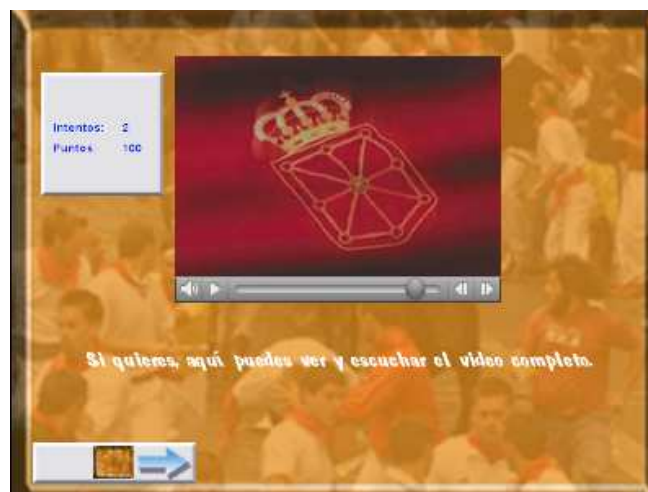 Intentos: 2
Puntos 100
Si quieres, aquí puedes ver y escuchar el video completo.